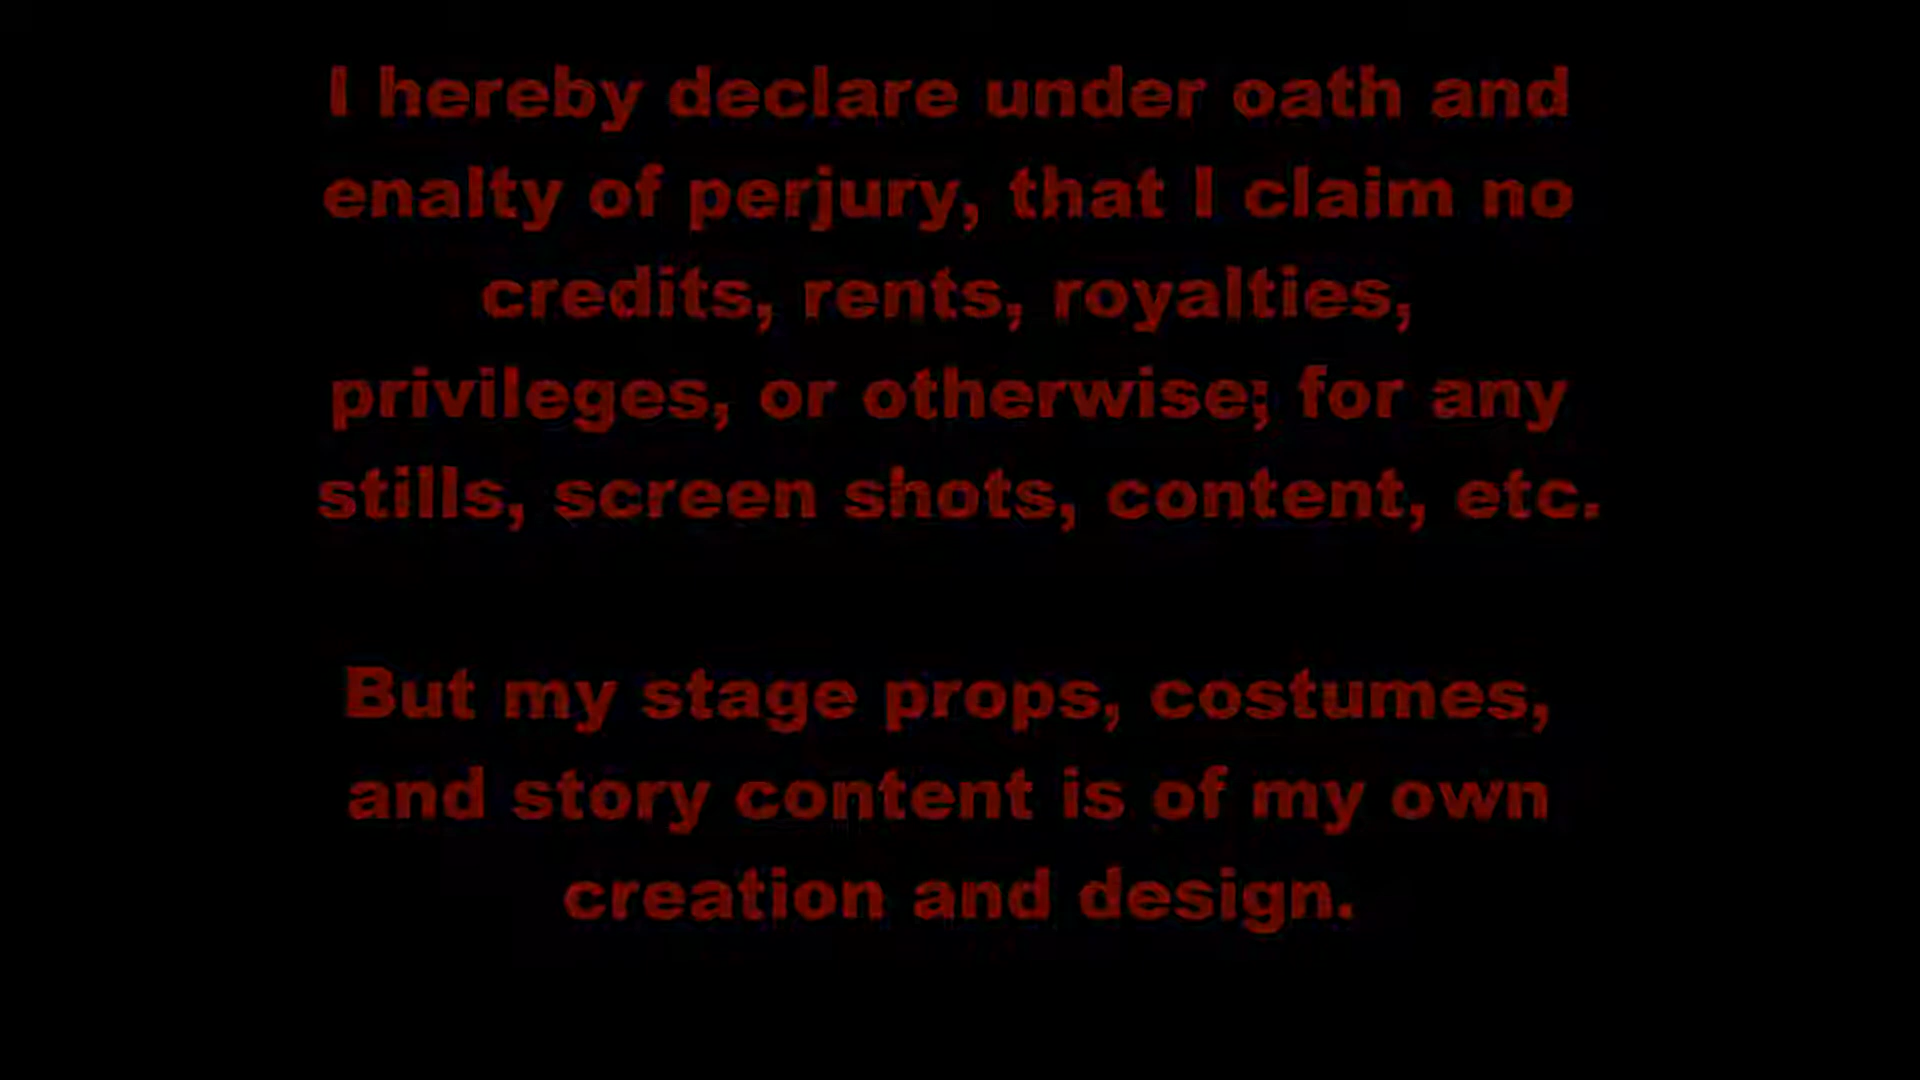 I hereby declare under oath and
enalty of perjury, that I claim no
credits, rents, royalties,
privileges, or otherwise; for any
stills, screen shots, content, etc.
But my stage props, costumes,
and story content is of my own
creation and design.